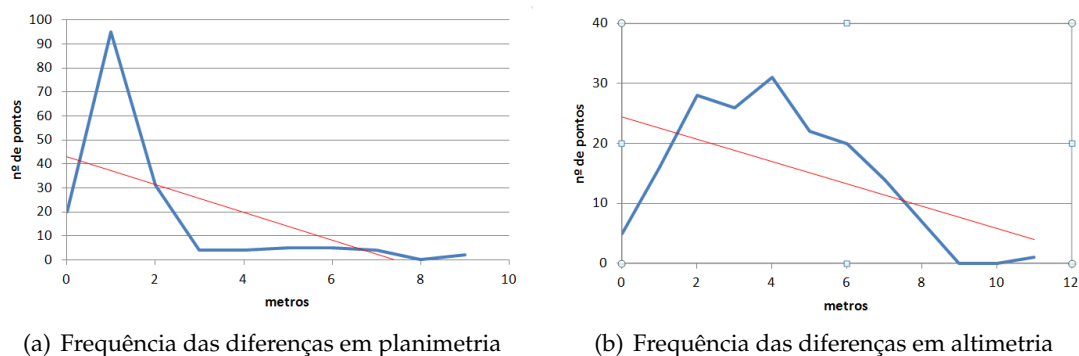 100
90
80
70
60
50
40
30
20
10
0
nº de pontos
0 2 4 6 8 10
metros
(a) Frequência das diferenças em planimetria
40
30
20
10
0
nº de pontos
0 2 4 6 8 10 12
metros
(b) Frequência das diferenças em altimetria